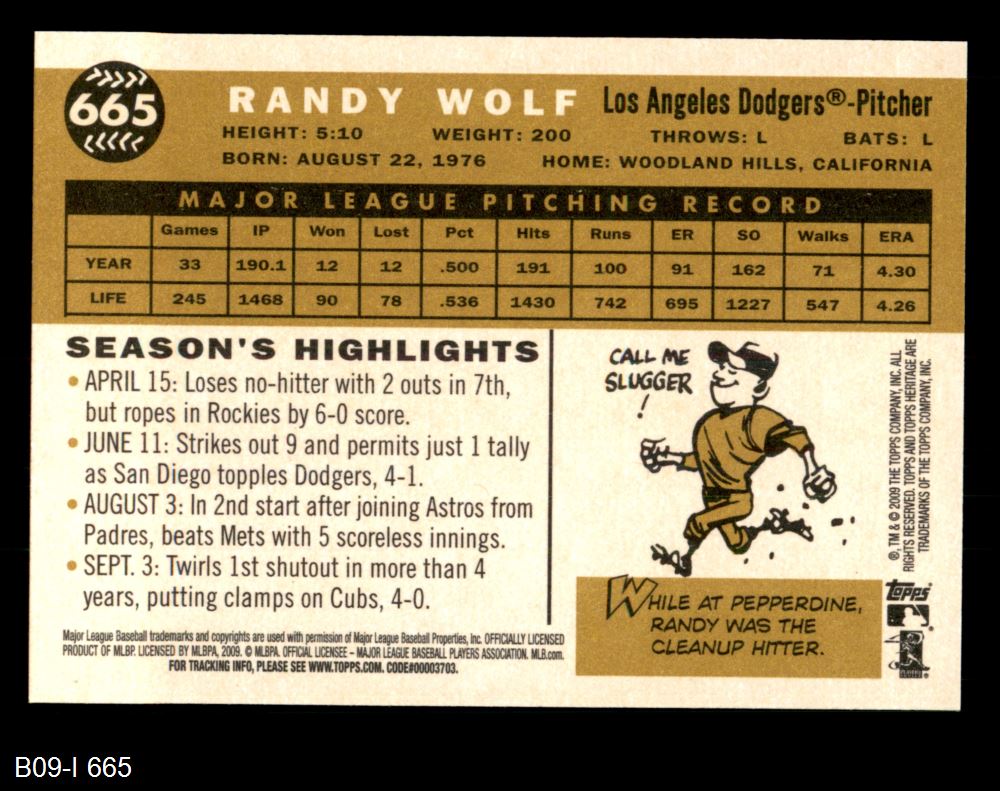 665
RANDY WOLF Los Angeles Dodgers®-Pitcher
HEIGHT: 5:10 WEIGHT: 200 THROWS: L BATS: L
BORN: AUGUST 22, 1976 HOME: WOODLAND HILLS, CALIFORNIA
MAJOR LEAGUE PITCHING RECORD
Games IP Won Lost Pct Hits Runs ER SO Walks ERA
YEAR 33 190.1 12 12 .500 191 100 91 162 71 4.30
LIFE 245 1468 90 78 .536 1430 742 695 1227 547 4.26
SEASON'S HIGHLIGHTS
• APRIL 15: Loses no-hitter with 2 outs in 7th,
but ropes in Rockies by 6-0 score.
• JUNE 11: Strikes out 9 and permits just 1 tally
as San Diego topples Dodgers, 4-1.
• AUGUST 3: In 2nd start after joining Astros from
Padres, beats Mets with 5 scoreless innings.
• SEPT. 3: Twirls 1st shutout in more than 4
years, putting clamps on Cubs, 4-0.
Major League Baseball trademarks and copyrights are used with permission of Major League Baseball Properties, Inc. OFFICIALLY LICENSED
PRODUCT OF MLBP. LICENSED BY MLBPA, 2009. © MLBPA. OFFICIAL LICENSEE – MAJOR LEAGUE BASEBALL PLAYERS ASSOCIATION. MLB.com.
FOR TRACKING INFO, PLEASE SEE WWW.TOPPS.COM. CODE#00003703.
CALL ME
SLUGGER
!
WHILE AT PEPPERDINE,
RANDY WAS THE
CLEANUP HITTER.
®, TM & © 2009 THE TOPPS COMPANY, INC. ALL
RIGHTS RESERVED. TOPPS AND TOPPS HERITAGE ARE
TRADEMARKS OF THE TOPPS COMPANY, INC.
topps
B09-I 665